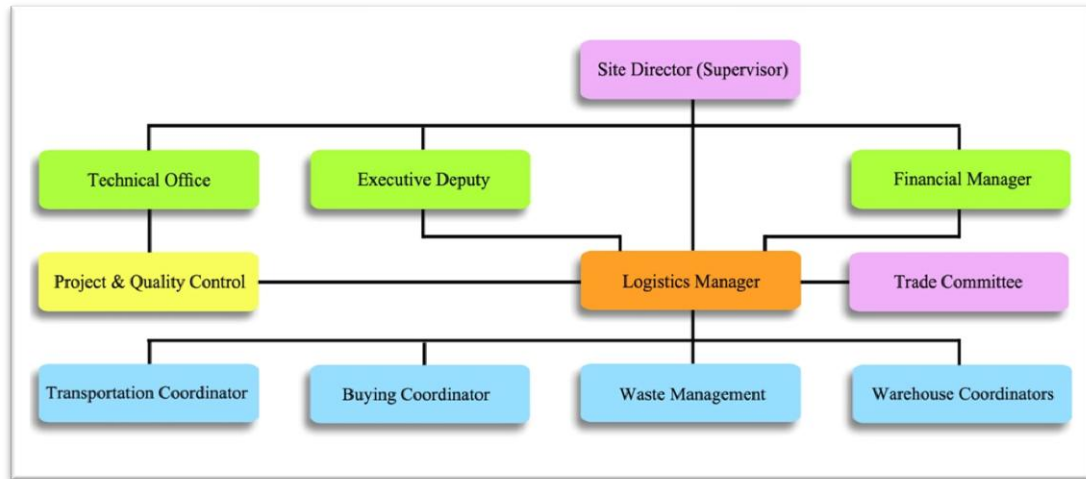 Site Director (Supervisor)
Technical Office
Executive Deputy
Financial Manager
Project & Quality Control
Logistics Manager
Trade Committee
Transportation Coordinator
Buying Coordinator
Waste Management
Warehouse Coordinators